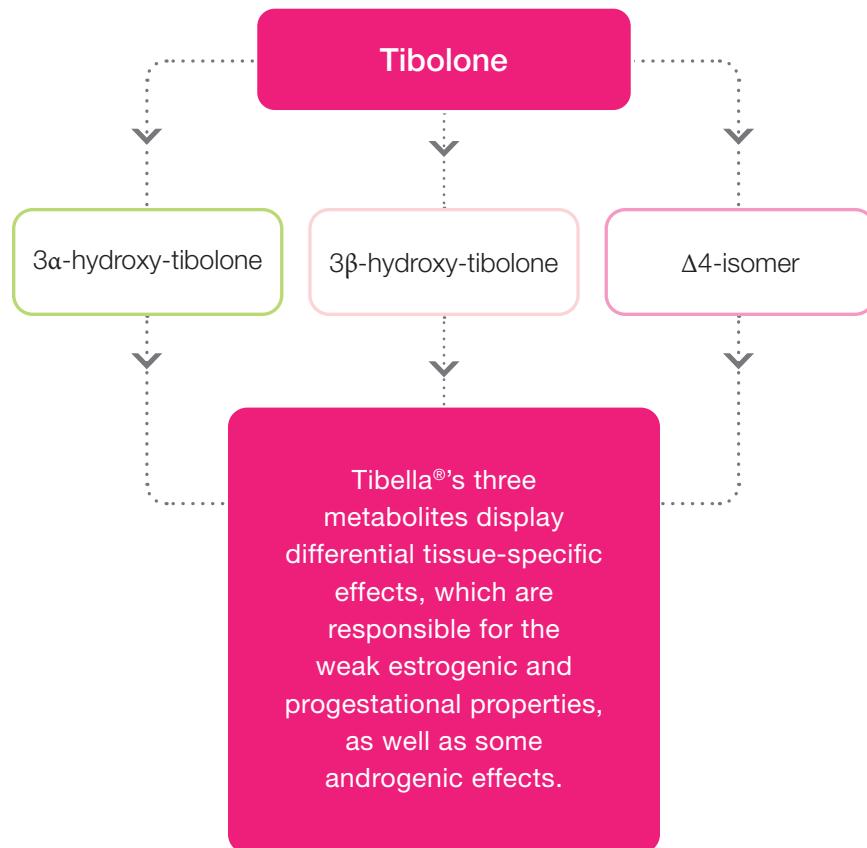 Tibolone
3α-hydroxy-tibolone
3β-hydroxy-tibolone
Δ4-isomer
Tibella®'s three
metabolites display
differential tissue-specific
effects, which are
responsible for the
weak estrogenic and
progestational properties,
as well as some
androgenic effects.